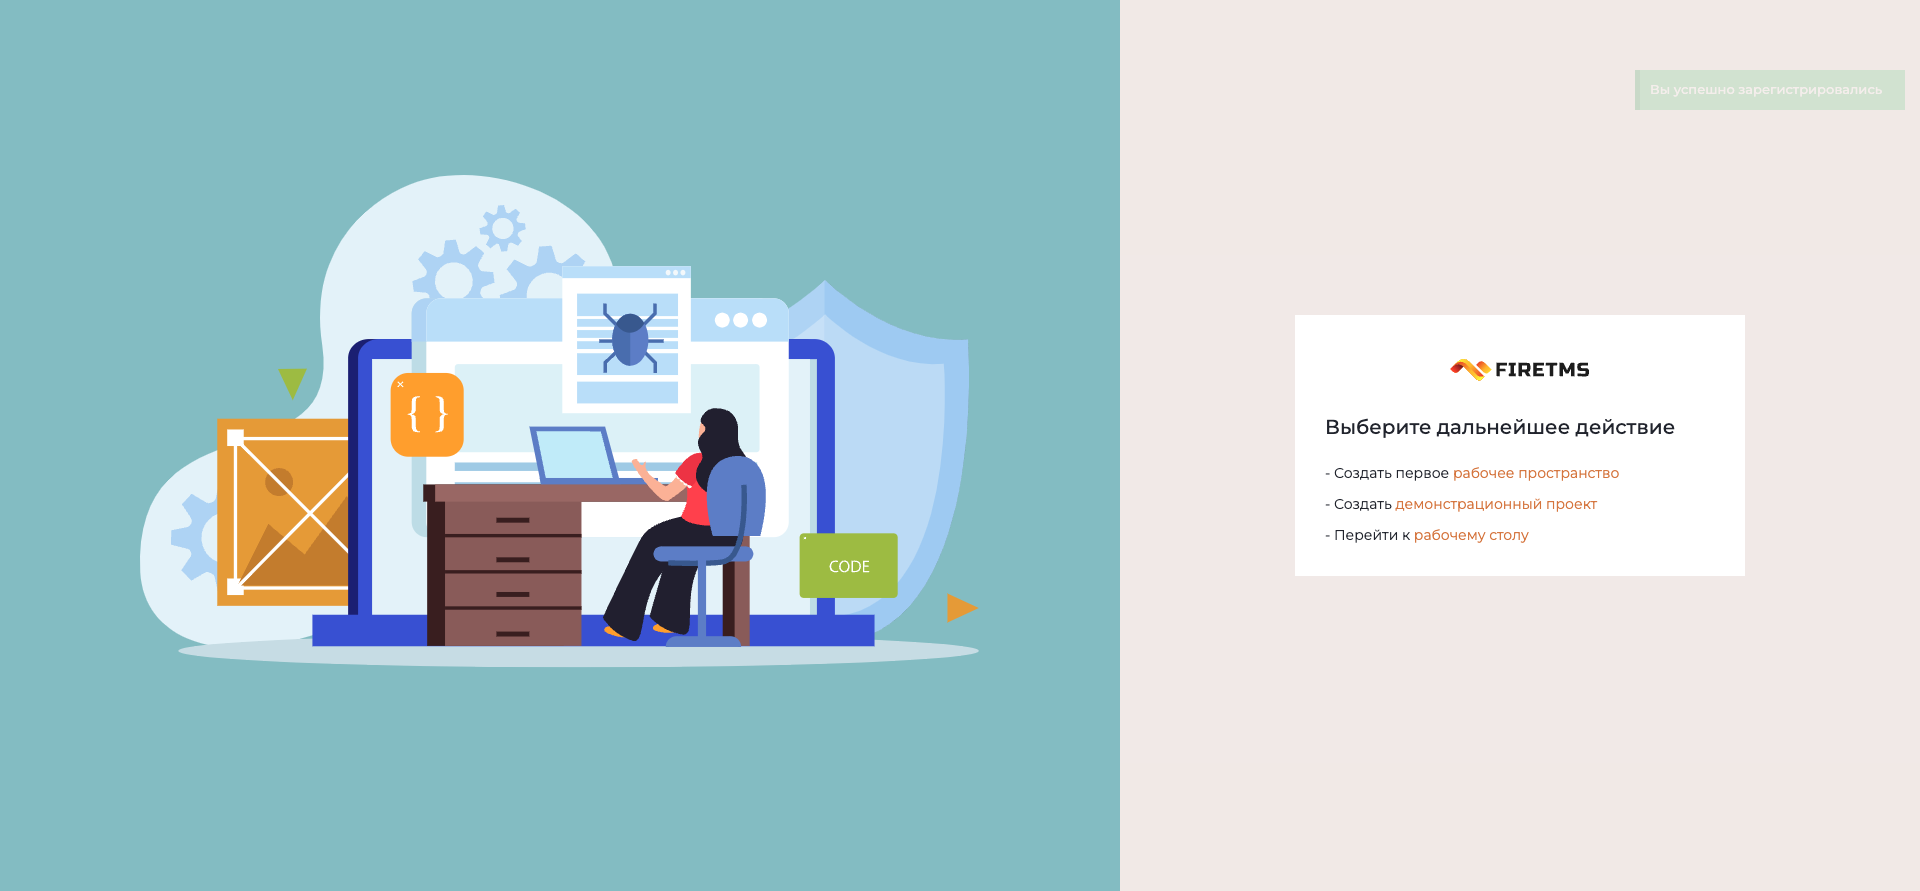 Вы успешно зарегистрировались
{ }
CODE
FIRETMS
Выберите дальнейшее действие
- Создать первое рабочее пространство
- Создать демонстрационный проект
- Перейти к рабочему столу